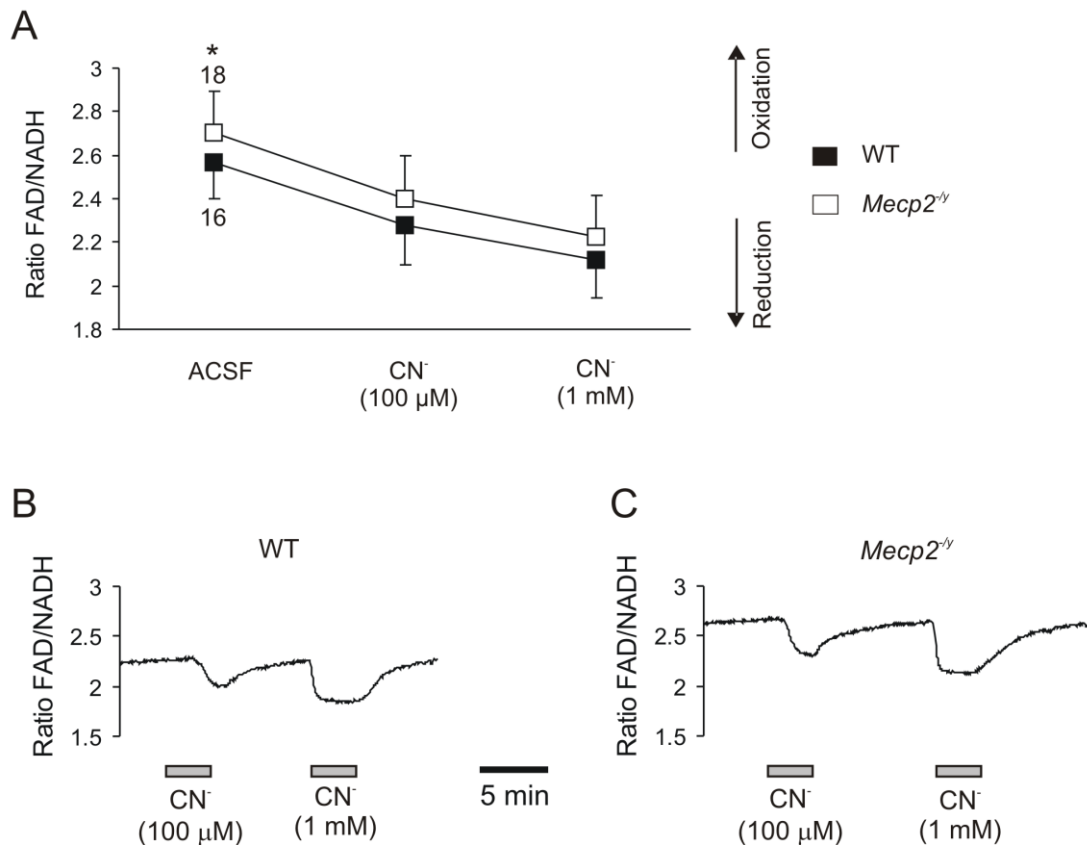 A
*
18
16
3
2.8
2.6
2.4
2.2
2
1.8
Ratio FAD/NADH
ACSF
CN⁻
(100 µM)
CN⁻
(1 mM)
Oxidation
Reduction
WT
Mecp2⁻/ʸ
B
WT
3
2.5
2
1.5
Ratio FAD/NADH
CN⁻
(100 µM)
CN⁻
(1 mM)
5 min
C
Mecp2⁻/ʸ
3
2.5
2
1.5
Ratio FAD/NADH
CN⁻
(100 µM)
CN⁻
(1 mM)